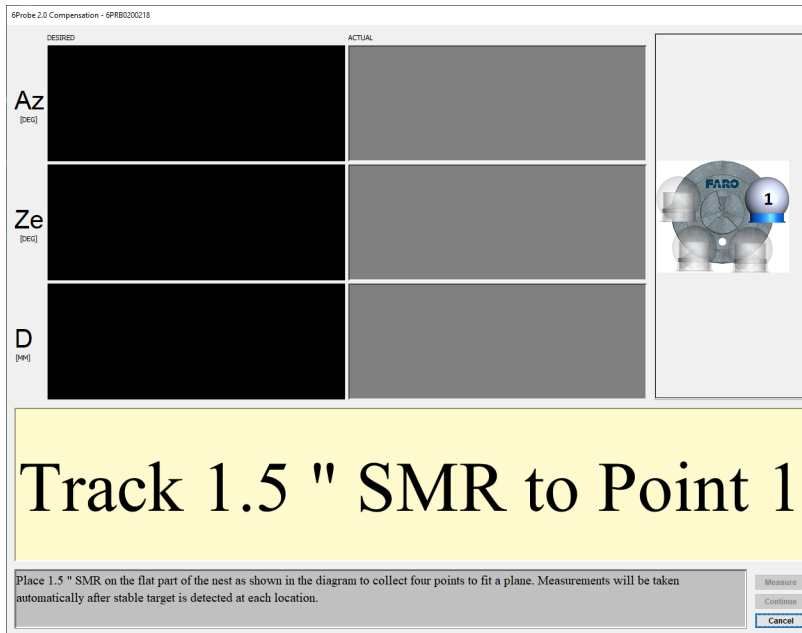 6Probe 2.0 Compensation - 6PRB0200218
DESIRED
ACTUAL
Az
[DEG]
Ze
[DEG]
D
[MM]
FARO
1
Track 1.5 " SMR to Point 1
Place 1.5 " SMR on the flat part of the nest as shown in the diagram to collect four points to fit a plane. Measurements will be taken
automatically after stable target is detected at each location.
Measure
Continue
Cancel